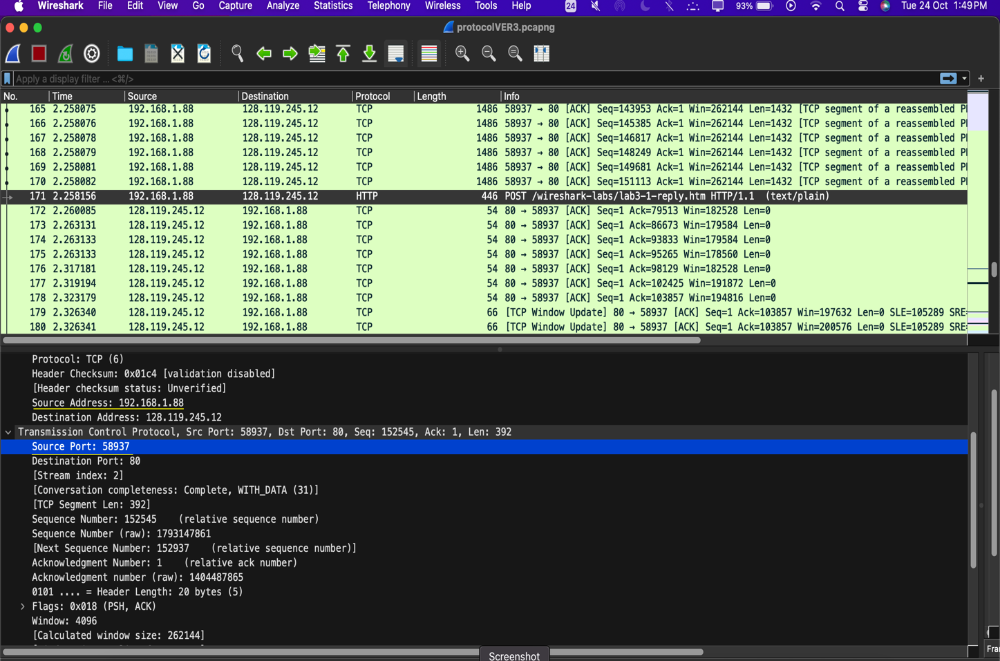 Wireshark File Edit View Go Capture Analyze Statistics Telephony Wireless Tools Help 24 93% Tue 24 Oct 1:49 PM
protocolVER3.pcapng
Apply a display filter ... <⌘/>
No. Time Source Destination Protocol Length Info
165 2.258075 192.168.1.88 128.119.245.12 TCP 1486 58937 → 80 [ACK] Seq=143953 Ack=1 Win=262144 Len=1432 [TCP segment of a reassembled P
166 2.258076 192.168.1.88 128.119.245.12 TCP 1486 58937 → 80 [ACK] Seq=145385 Ack=1 Win=262144 Len=1432 [TCP segment of a reassembled P
167 2.258078 192.168.1.88 128.119.245.12 TCP 1486 58937 → 80 [ACK] Seq=146817 Ack=1 Win=262144 Len=1432 [TCP segment of a reassembled P
168 2.258079 192.168.1.88 128.119.245.12 TCP 1486 58937 → 80 [ACK] Seq=148249 Ack=1 Win=262144 Len=1432 [TCP segment of a reassembled P
169 2.258081 192.168.1.88 128.119.245.12 TCP 1486 58937 → 80 [ACK] Seq=149681 Ack=1 Win=262144 Len=1432 [TCP segment of a reassembled P
170 2.258082 192.168.1.88 128.119.245.12 TCP 1486 58937 → 80 [ACK] Seq=151113 Ack=1 Win=262144 Len=1432 [TCP segment of a reassembled P
171 2.258156 192.168.1.88 128.119.245.12 HTTP 446 POST /wireshark-labs/lab3-1-reply.htm HTTP/1.1 (text/plain)
172 2.260085 128.119.245.12 192.168.1.88 TCP 54 80 → 58937 [ACK] Seq=1 Ack=79513 Win=182528 Len=0
173 2.263131 128.119.245.12 192.168.1.88 TCP 54 80 → 58937 [ACK] Seq=1 Ack=86673 Win=179584 Len=0
174 2.263133 128.119.245.12 192.168.1.88 TCP 54 80 → 58937 [ACK] Seq=1 Ack=93833 Win=179584 Len=0
175 2.263133 128.119.245.12 192.168.1.88 TCP 54 80 → 58937 [ACK] Seq=1 Ack=95265 Win=178560 Len=0
176 2.317181 128.119.245.12 192.168.1.88 TCP 54 80 → 58937 [ACK] Seq=1 Ack=98129 Win=182528 Len=0
177 2.319194 128.119.245.12 192.168.1.88 TCP 54 80 → 58937 [ACK] Seq=1 Ack=102425 Win=191872 Len=0
178 2.323179 128.119.245.12 192.168.1.88 TCP 54 80 → 58937 [ACK] Seq=1 Ack=103857 Win=194816 Len=0
179 2.326340 128.119.245.12 192.168.1.88 TCP 66 [TCP Window Update] 80 → 58937 [ACK] Seq=1 Ack=103857 Win=197632 Len=0 SLE=105289 SRE=
180 2.326341 128.119.245.12 192.168.1.88 TCP 66 [TCP Window Update] 80 → 58937 [ACK] Seq=1 Ack=103857 Win=200576 Len=0 SLE=105289 SRE=
Protocol: TCP (6)
Header Checksum: 0x01c4 [validation disabled]
[Header checksum status: Unverified]
Source Address: 192.168.1.88
Destination Address: 128.119.245.12
Transmission Control Protocol, Src Port: 58937, Dst Port: 80, Seq: 152545, Ack: 1, Len: 392
Source Port: 58937
Destination Port: 80
[Stream index: 2]
[Conversation completeness: Complete, WITH_DATA (31)]
[TCP Segment Len: 392]
Sequence Number: 152545 (relative sequence number)
Sequence Number (raw): 1793147861
[Next Sequence Number: 152937 (relative sequence number)]
Acknowledgment Number: 1 (relative ack number)
Acknowledgment number (raw): 1404487865
0101 .... = Header Length: 20 bytes (5)
Flags: 0x018 (PSH, ACK)
Window: 4096
[Calculated window size: 262144]
Fra
Screenshot